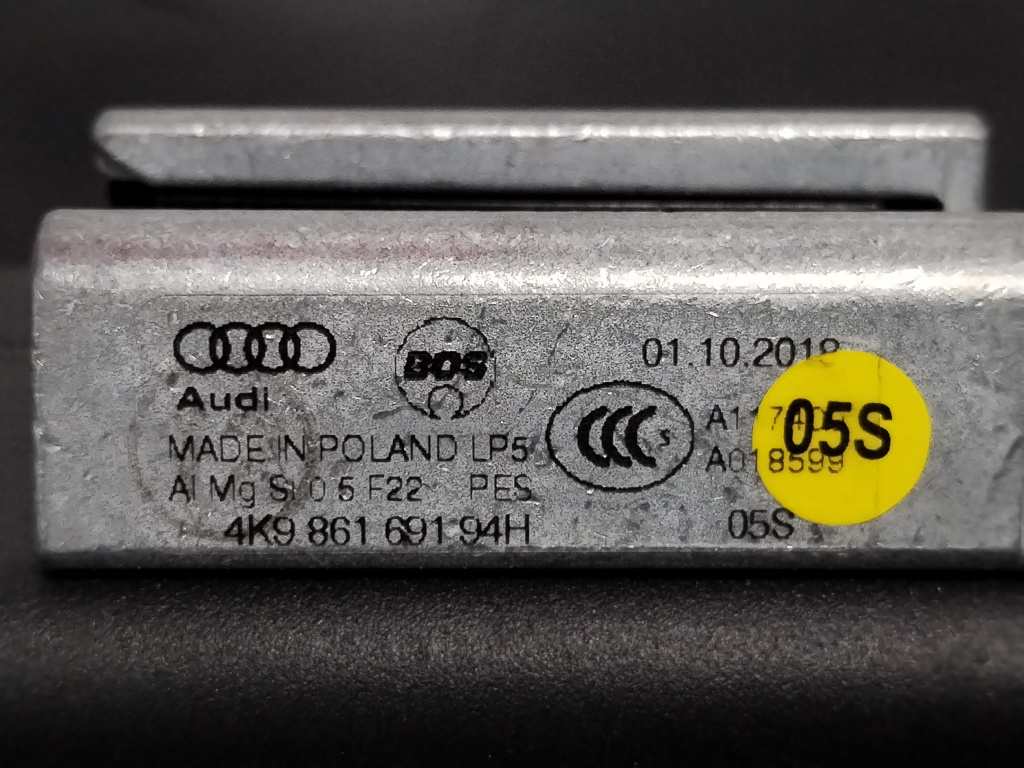 Audi
BOS
MADE IN POLAND LP5
Al Mg Si 0 5 F22 PES
4K9 861 691 94H
01.10.2018
CCC S
A018599
05S
05S